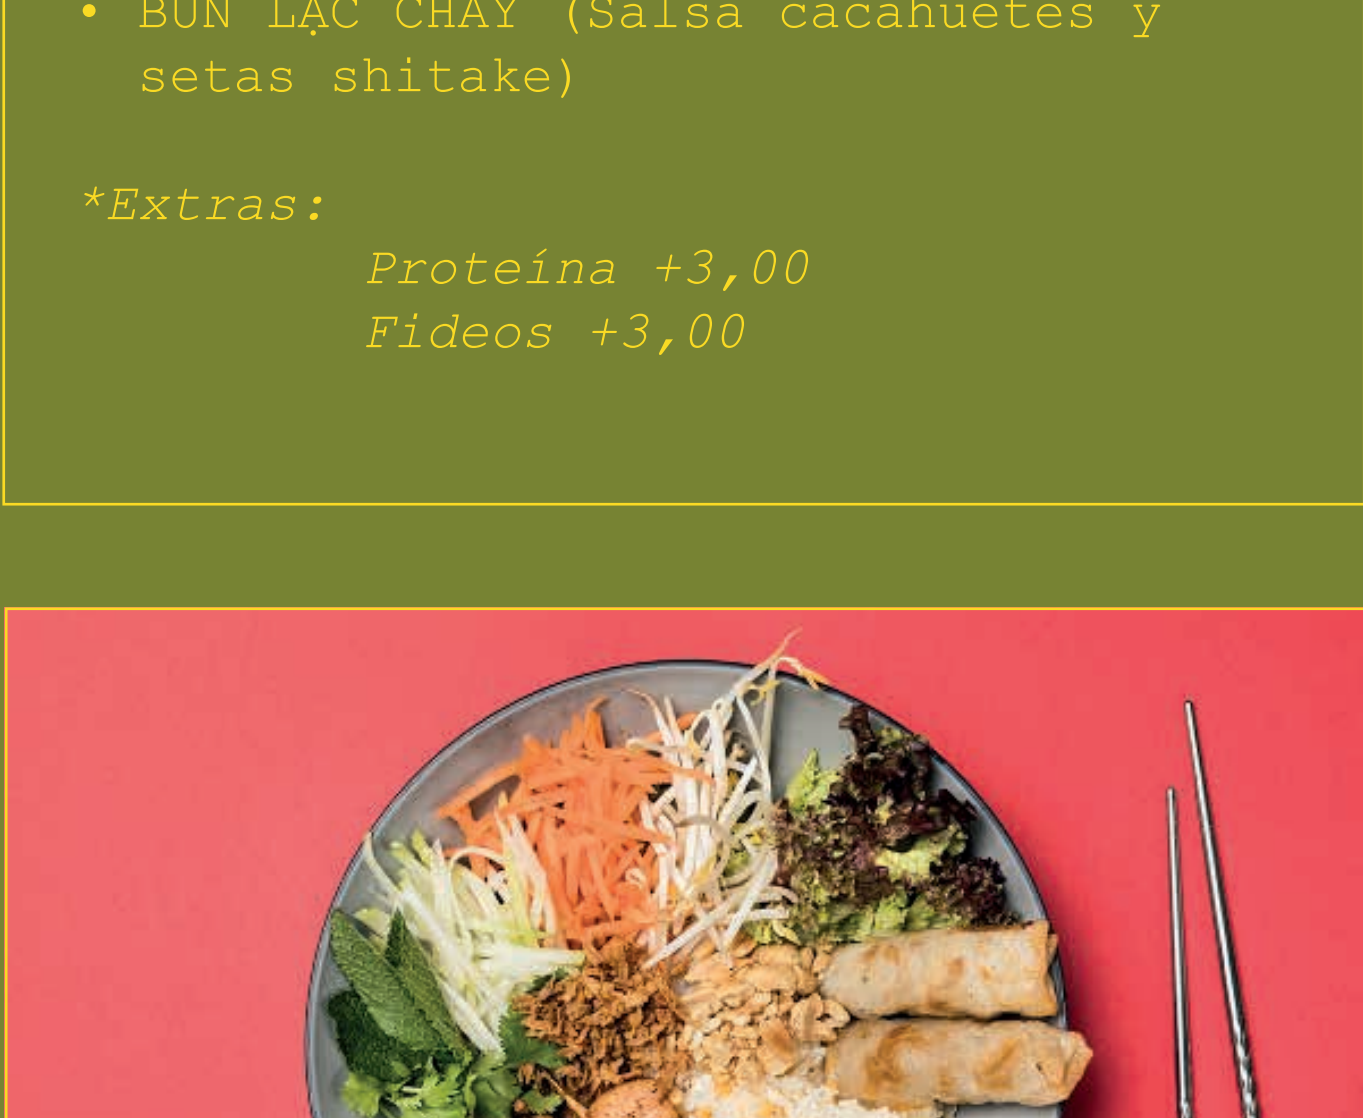 • BÚN LẠC CHAY (Salsa cacahuetes y
setas shitake)
*Extras:
Proteína +3,00
Fideos +3,00